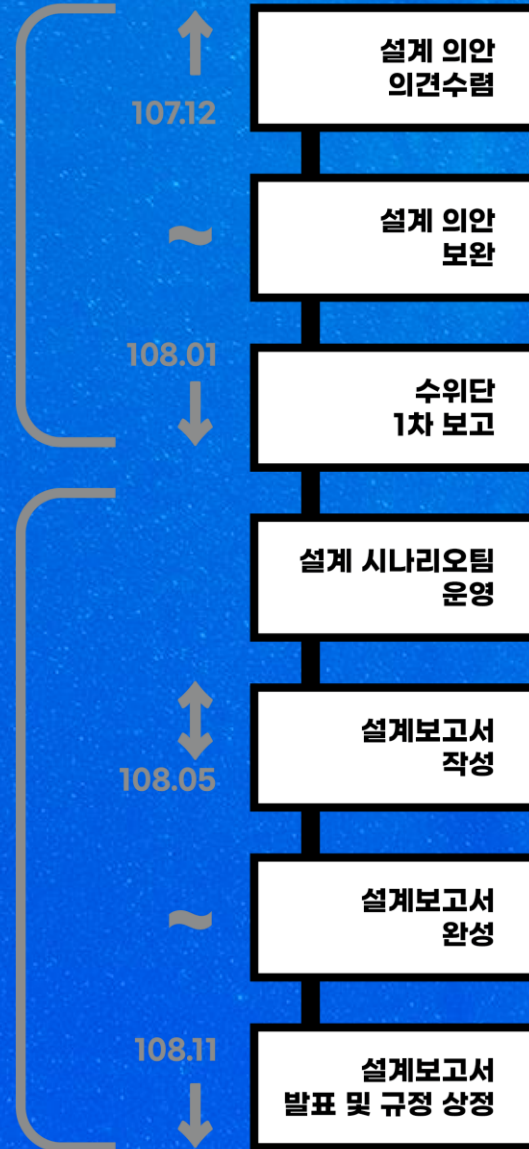 설계 의안
의견수렴
107.12
~
설계 의안
보완
108.01
수위단
1차 보고
설계 시나리오팀
운영
설계보고서
작성
108.05
~
설계보고서
완성
108.11
설계보고서
발표 및 규정 상정